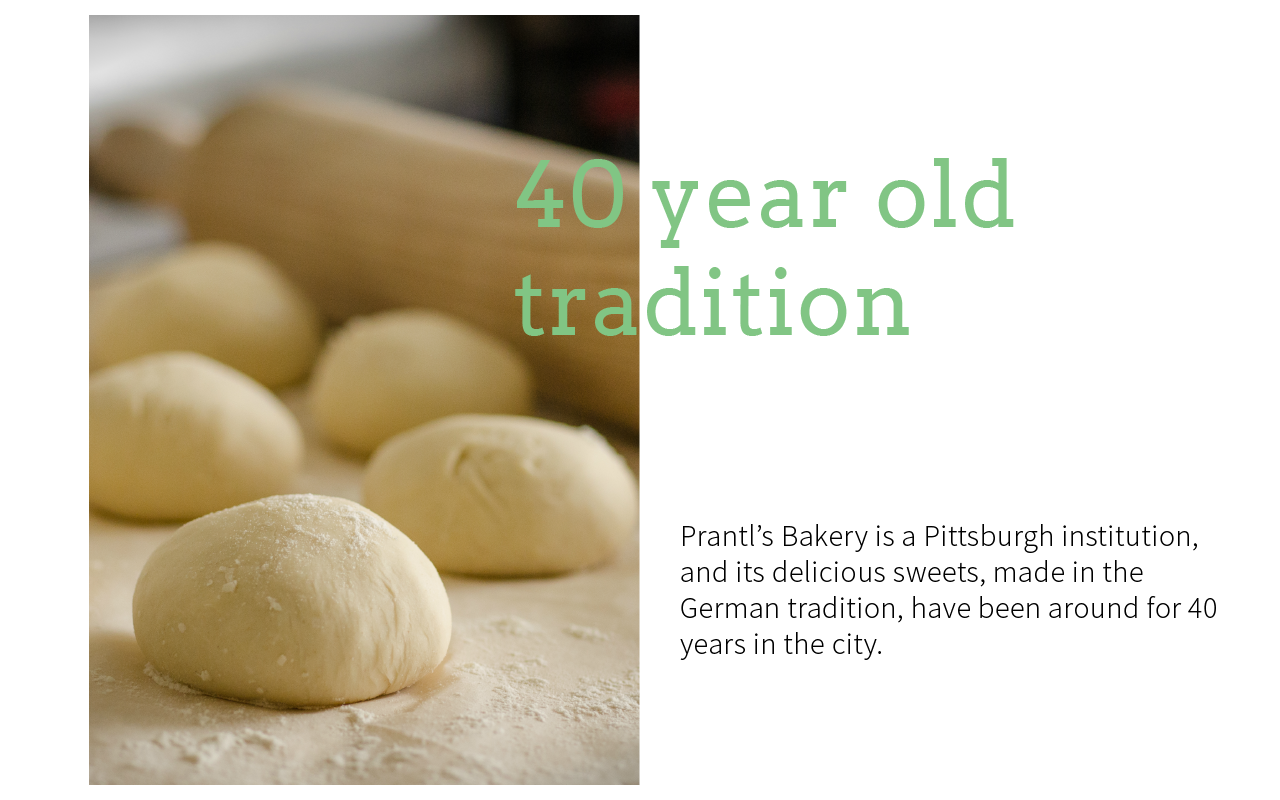 40 year old
tradition
Prantl’s Bakery is a Pittsburgh institution,
and its delicious sweets, made in the
German tradition, have been around for 40
years in the city.